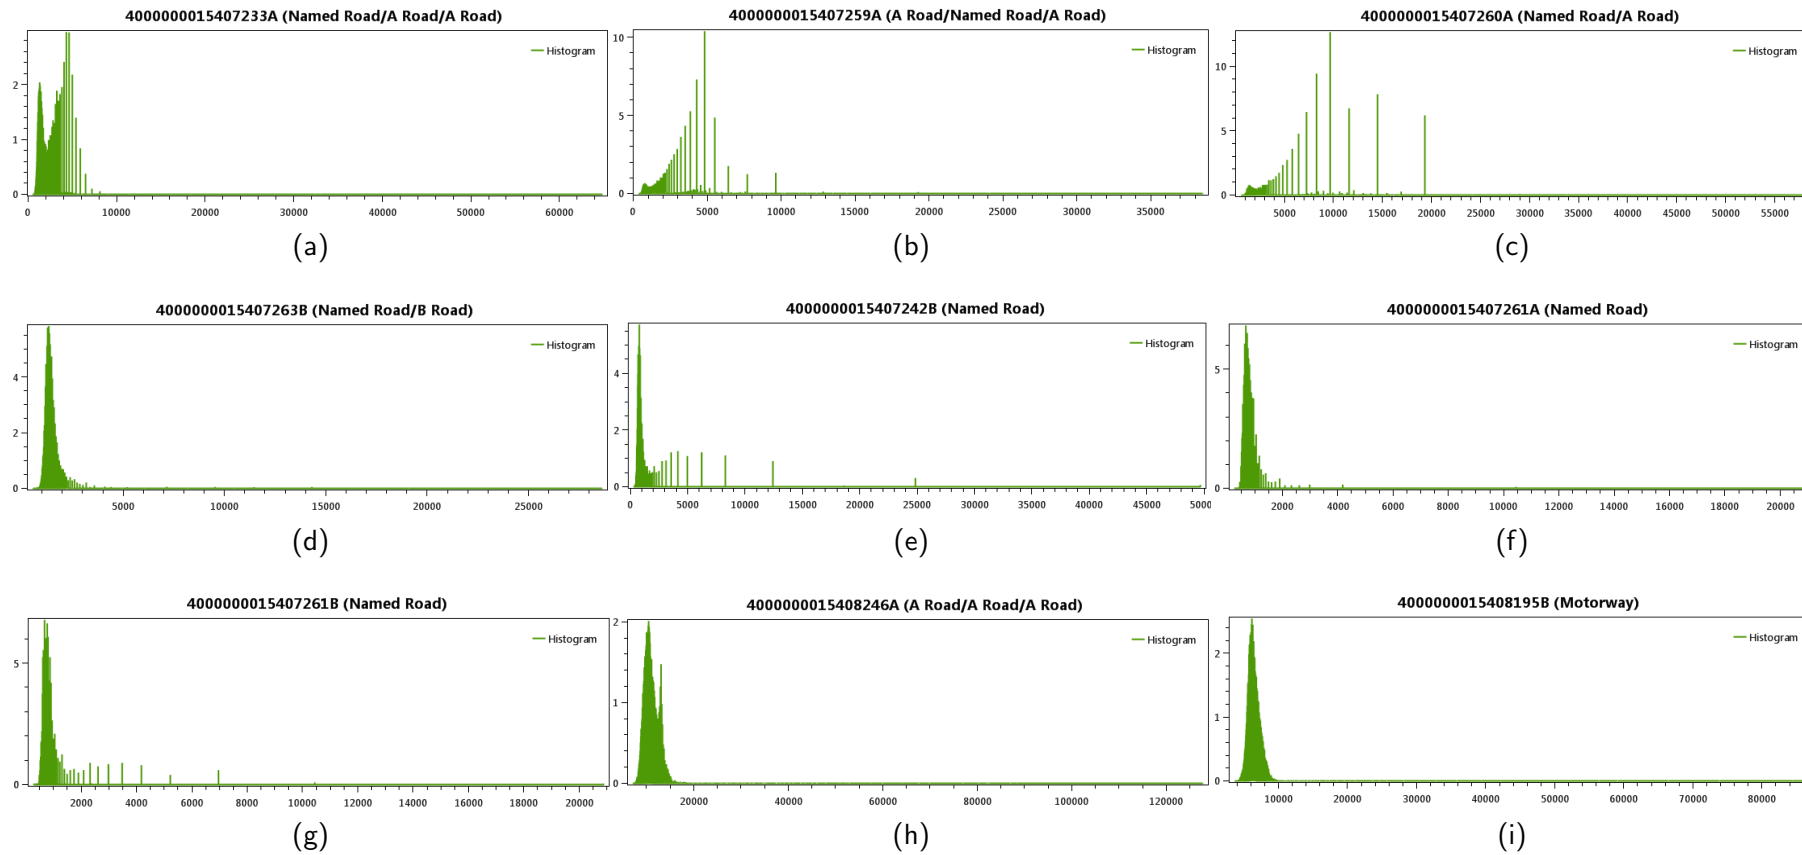 4000000015407233A (Named Road/A Road/A Road)
Histogram
2
1
0
0 10000 20000 30000 40000 50000 60000
(a)
4000000015407259A (A Road/Named Road/A Road)
Histogram
10
5
0
0 5000 10000 15000 20000 25000 30000 35000
(b)
4000000015407260A (Named Road/A Road)
Histogram
10
5
0
5000 10000 15000 20000 25000 30000 35000 40000 45000 50000 55000
(c)
4000000015407263B (Named Road/B Road)
Histogram
4
2
0
5000 10000 15000 20000 25000
(d)
4000000015407242B (Named Road)
Histogram
4
2
0
0 5000 10000 15000 20000 25000 30000 35000 40000 45000 50000
(e)
4000000015407261A (Named Road)
Histogram
5
0
2000 4000 6000 8000 10000 12000 14000 16000 18000 20000
(f)
4000000015407261B (Named Road)
Histogram
5
0
2000 4000 6000 8000 10000 12000 14000 16000 18000 20000
(g)
4000000015408246A (A Road/A Road/A Road)
Histogram
2
1
0
20000 40000 60000 80000 100000 120000
(h)
4000000015408195B (Motorway)
Histogram
2
1
0
10000 20000 30000 40000 50000 60000 70000 80000
(i)